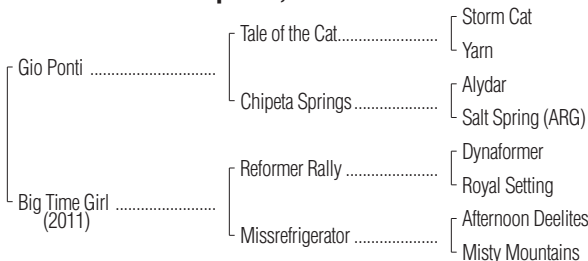 Storm Cat
Tale of the Cat........................
Yarn
Gio Ponti ..............................
Alydar
Chipeta Springs ....................
Salt Spring (ARG)
Dynaformer
Reformer Rally ......................
Royal Setting
Big Time Girl ........................
(2011)
Afternoon Deelites
Missrefrigerator ....................
Misty Mountains